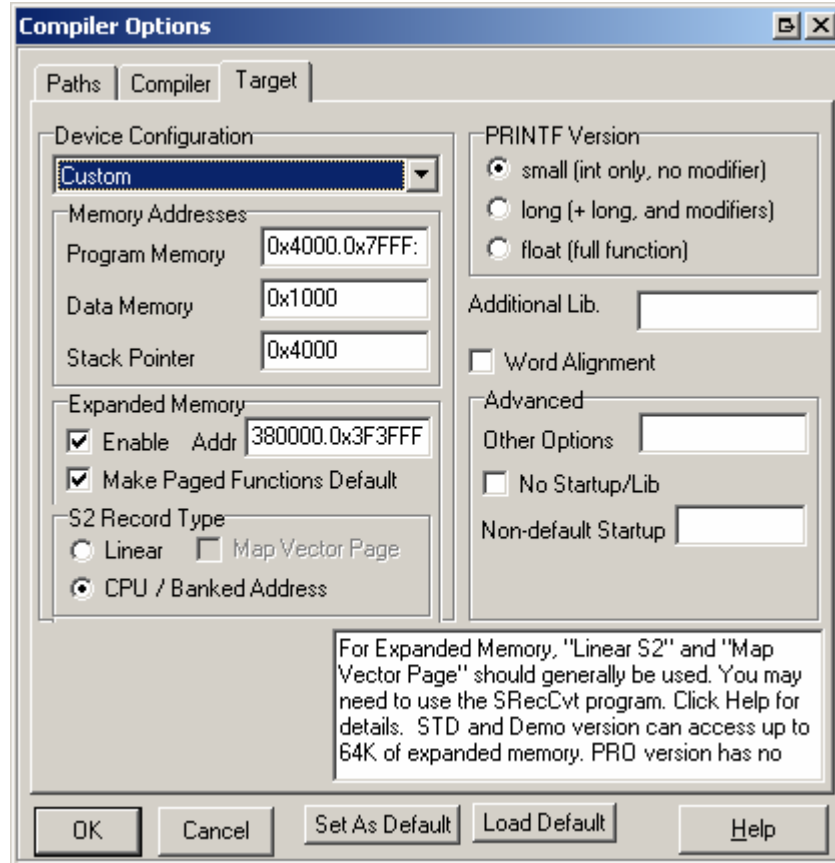 Compiler Options
Paths
Compiler
Target
Device Configuration
Custom
Memory Addresses
Program Memory
0x4000.0x7FFF:
Data Memory
0x1000
Stack Pointer
0x4000
Expanded Memory
Enable
Addr
380000.0x3F3FFF
Make Paged Functions Default
S2 Record Type
Linear
Map Vector Page
CPU / Banked Address
PRINTF Version
small (int only, no modifier)
long (+ long, and modifiers)
float (full function)
Additional Lib.
Word Alignment
Advanced
Other Options
No Startup/Lib
Non-default Startup
For Expanded Memory, "Linear S2" and "Map
Vector Page" should generally be used. You may
need to use the SRecCvt program. Click Help for
details.  STD and Demo version can access up to
64K of expanded memory. PRO version has no
OK
Cancel
Set As Default
Load Default
Help